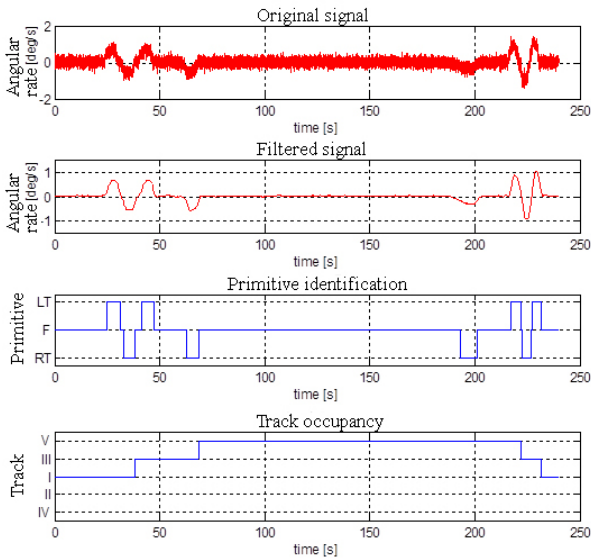 Original signal
Angular
rate [deg/s]
2
0
-2
0 50 100 150 200 250
time [s]
Filtered signal
Angular
rate [deg/s]
1
0
-1
0 50 100 150 200 250
time [s]
Primitive identification
Primitive
LT
F
RT
0 50 100 150 200 250
time [s]
Track occupancy
Track
V
III
I
II
IV
0 50 100 150 200 250
time [s]